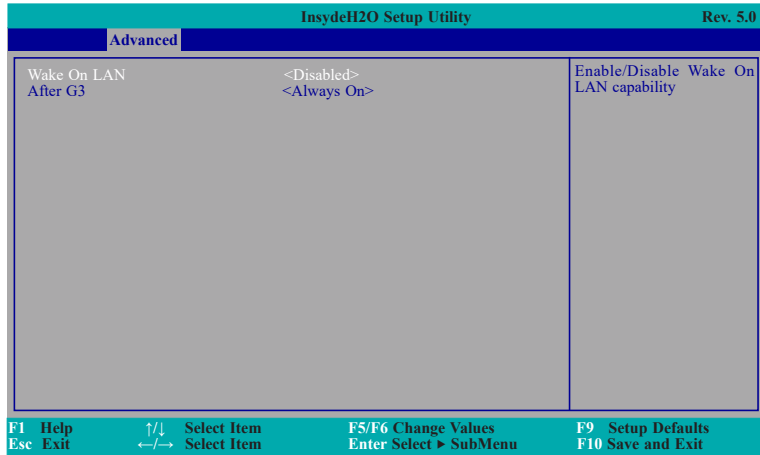 InsydeH2O Setup Utility Rev. 5.0
Advanced
Wake On LAN <Disabled>
After G3 <Always On>
Enable/Disable Wake On
LAN capability
F1 Help ↑/↓ Select Item F5/F6 Change Values F9 Setup Defaults
Esc Exit ←/→ Select Item Enter Select ► SubMenu F10 Save and Exit